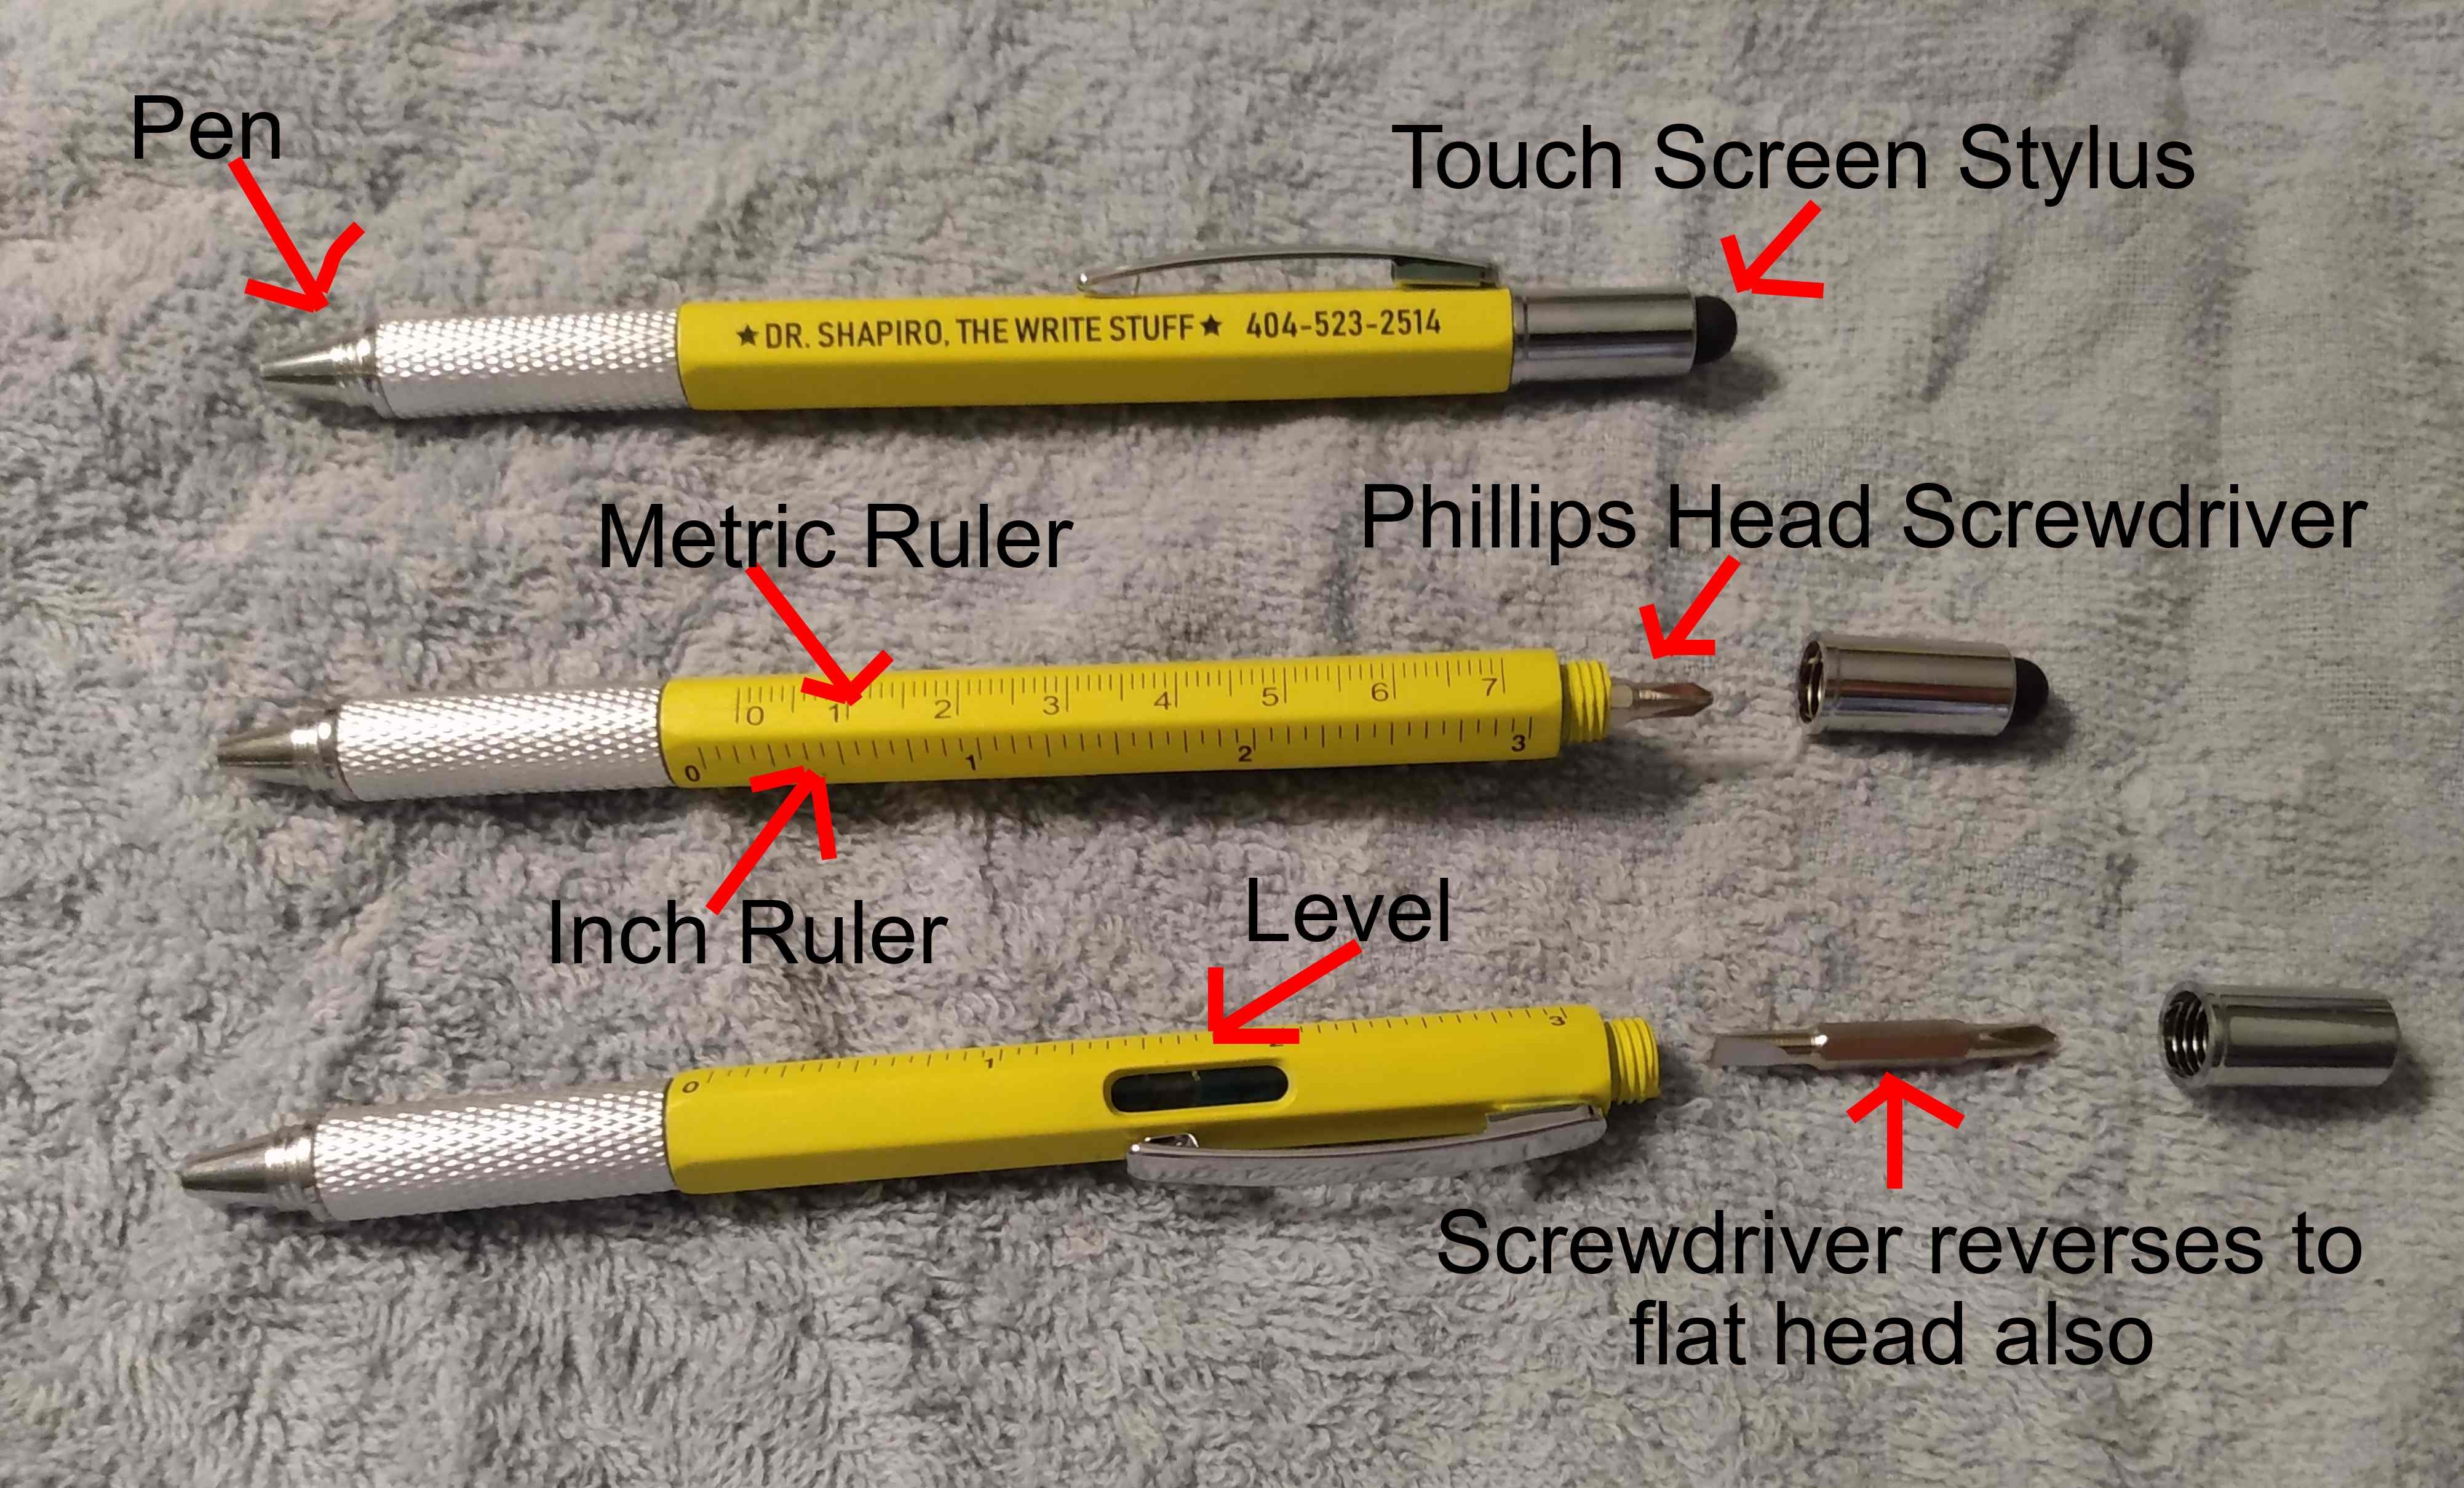 Pen
Touch Screen Stylus
★DR. SHAPIRO, THE WRITE STUFF★ 404-523-2514
Metric Ruler
Phillips Head Screwdriver
0 1 2 3 4 5 6 7
0 1 2 3
Inch Ruler
Level
0 1 2 3
Screwdriver reverses to
flat head also